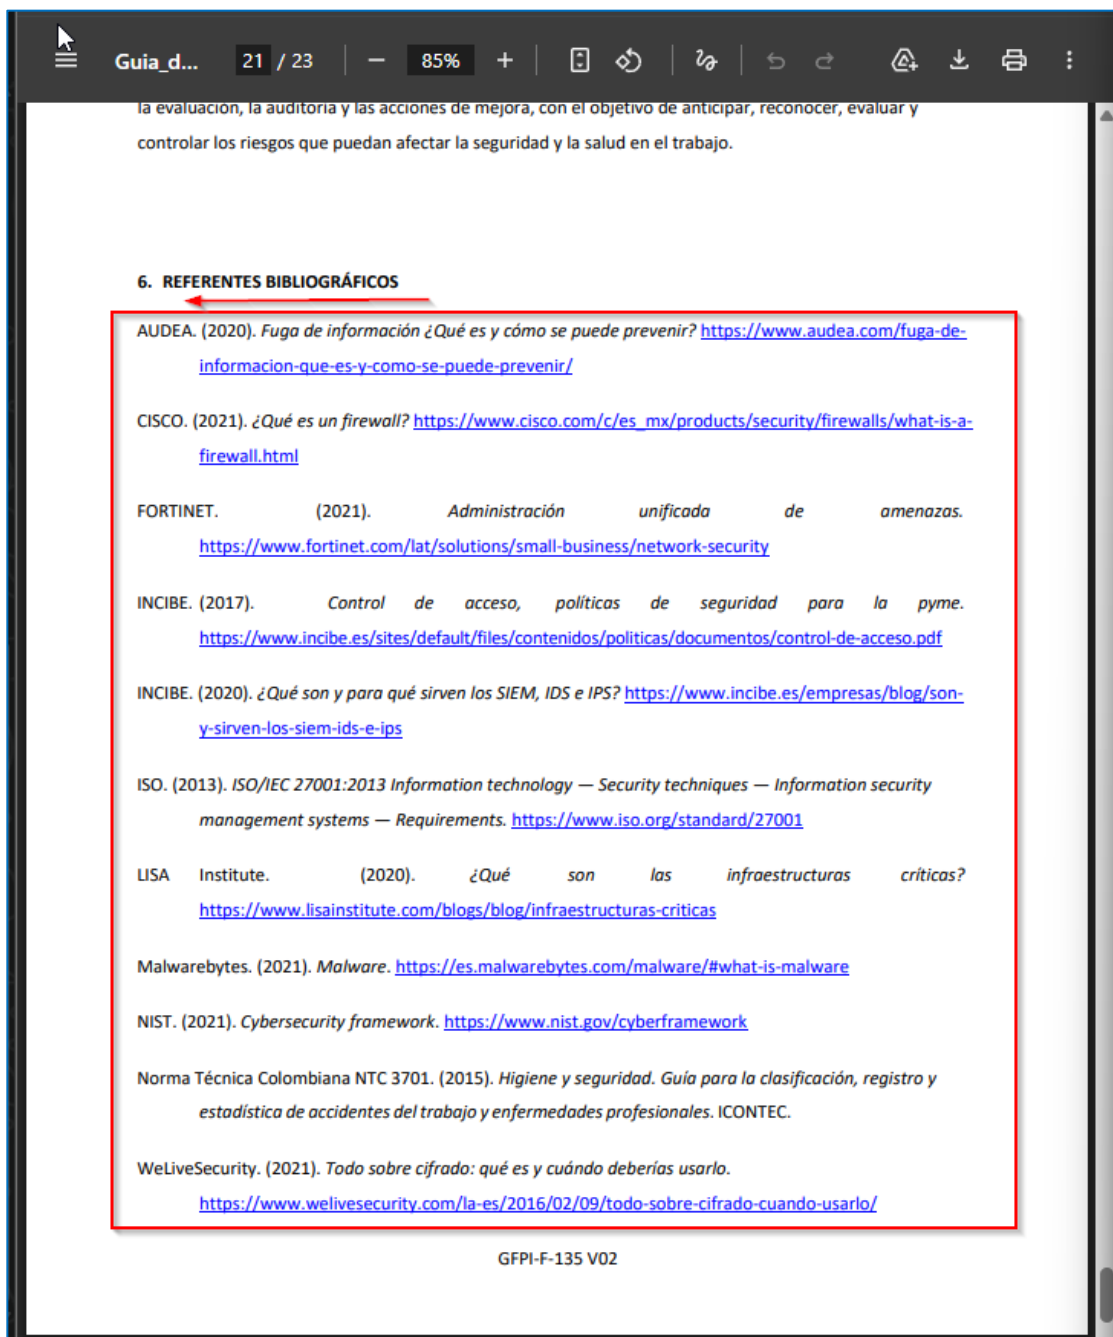 Guia_d...
21 / 23
85%
la evaluación, la auditoría y las acciones de mejora, con el objetivo de anticipar, reconocer, evaluar y
controlar los riesgos que puedan afectar la seguridad y la salud en el trabajo.
6. REFERENTES BIBLIOGRÁFICOS
AUDEA. (2020). Fuga de información ¿Qué es y cómo se puede prevenir? https://www.audea.com/fuga-de-
informacion-que-es-y-como-se-puede-prevenir/
CISCO. (2021). ¿Qué es un firewall? https://www.cisco.com/c/es_mx/products/security/firewalls/what-is-a-
firewall.html
FORTINET. (2021). Administración unificada de amenazas.
https://www.fortinet.com/lat/solutions/small-business/network-security
INCIBE. (2017). Control de acceso, políticas de seguridad para la pyme.
https://www.incibe.es/sites/default/files/contenidos/politicas/documentos/control-de-acceso.pdf
INCIBE. (2020). ¿Qué son y para qué sirven los SIEM, IDS e IPS? https://www.incibe.es/empresas/blog/son-
y-sirven-los-siem-ids-e-ips
ISO. (2013). ISO/IEC 27001:2013 Information technology — Security techniques — Information security
management systems — Requirements. https://www.iso.org/standard/27001
LISA Institute. (2020). ¿Qué son las infraestructuras críticas?
https://www.lisainstitute.com/blogs/blog/infraestructuras-criticas
Malwarebytes. (2021). Malware. https://es.malwarebytes.com/malware/#what-is-malware
NIST. (2021). Cybersecurity framework. https://www.nist.gov/cyberframework
Norma Técnica Colombiana NTC 3701. (2015). Higiene y seguridad. Guía para la clasificación, registro y
estadística de accidentes del trabajo y enfermedades profesionales. ICONTEC.
WeLiveSecurity. (2021). Todo sobre cifrado: qué es y cuándo deberías usarlo.
https://www.welivesecurity.com/la-es/2016/02/09/todo-sobre-cifrado-cuando-usarlo/
GFPI-F-135 V02